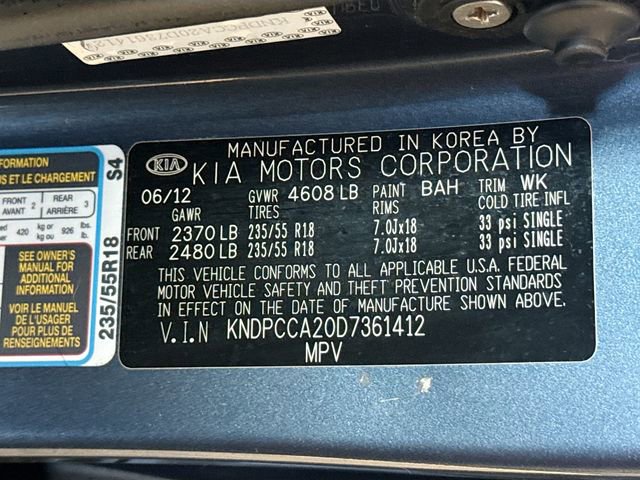 KNDPCCA20D7361412
MANUFACTURED IN KOREA BY
KIA KIA MOTORS CORPORATION
06/12 GVWR 4608 LB PAINT BAH TRIM WK
GAWR TIRES RIMS COLD TIRE INFL
FRONT 2370 LB 235/55 R18 7.0Jx18 33 psi SINGLE
REAR 2480 LB 235/55 R18 7.0Jx18 33 psi SINGLE
THIS VEHICLE CONFORMS TO ALL APPLICABLE U.S.A. FEDERAL
MOTOR VEHICLE SAFETY AND THEFT PREVENTION STANDARDS
IN EFFECT ON THE DATE OF MANUFACTURE SHOWN ABOVE.
V.I.N KNDPCCA20D7361412
MPV
FORMATION
US ET LE CHARGEMENT
FRONT AVANT 2 REAR ARRIÈRE 3
420 kg or ou 926 lbs. lb.
SEE OWNER'S
MANUAL FOR
ADDITIONAL
INFORMATION
VOIR LE MANUEL
DE L'USAGER
POUR PLUS DE
RENSEIGNEMENTS
235/55R18 S4